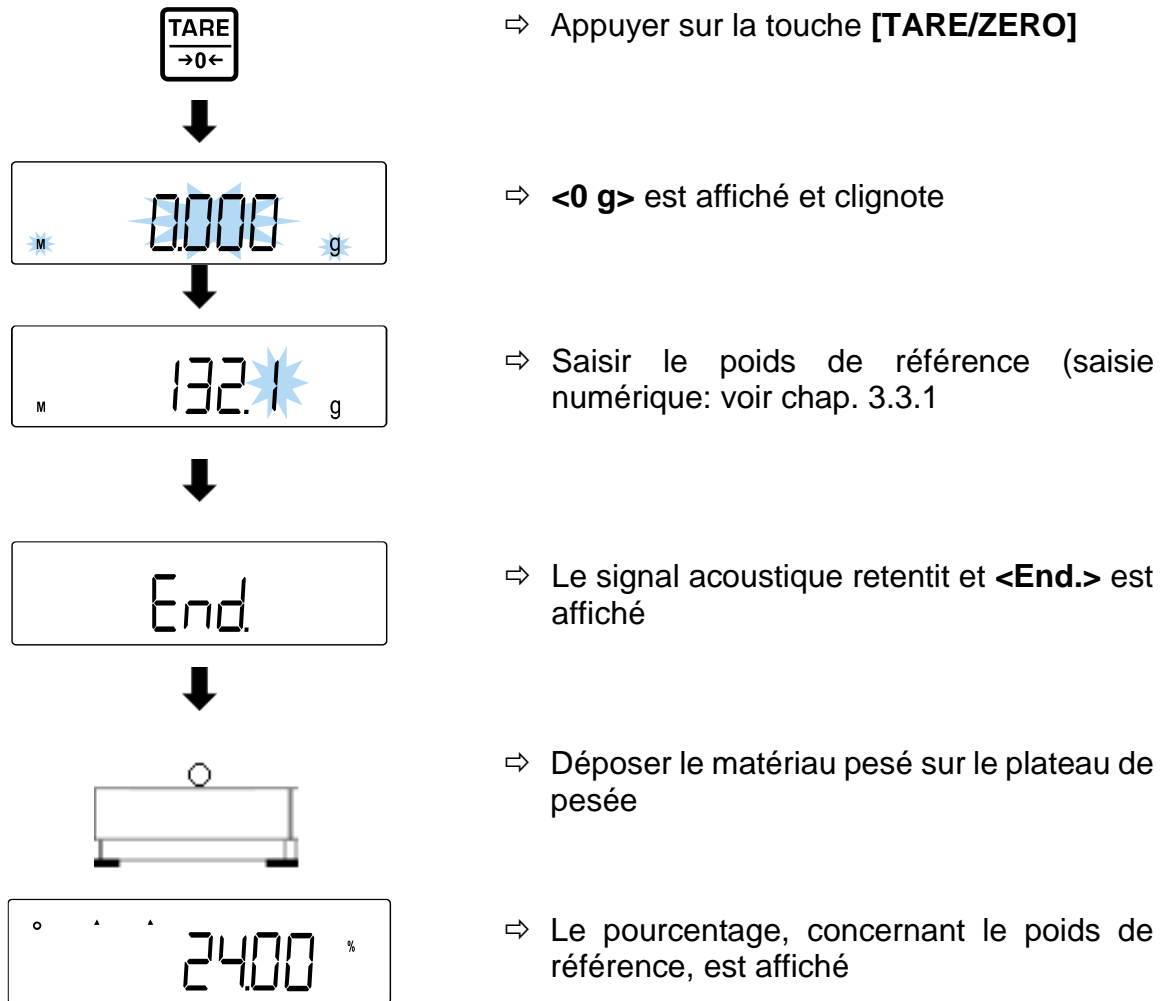 TARE
→0←
⇨ Appuyer sur la touche [TARE/ZERO]
M 0.000 g
⇨ <0 g> est affiché et clignote
M 132.1 g
⇨ Saisir le poids de référence (saisie
numérique: voir chap. 3.3.1
End.
⇨ Le signal acoustique retentit et <End.> est
affiché
⇨ Déposer le matériau pesé sur le plateau de
pesée
24.00 %
⇨ Le pourcentage, concernant le poids de
référence, est affiché